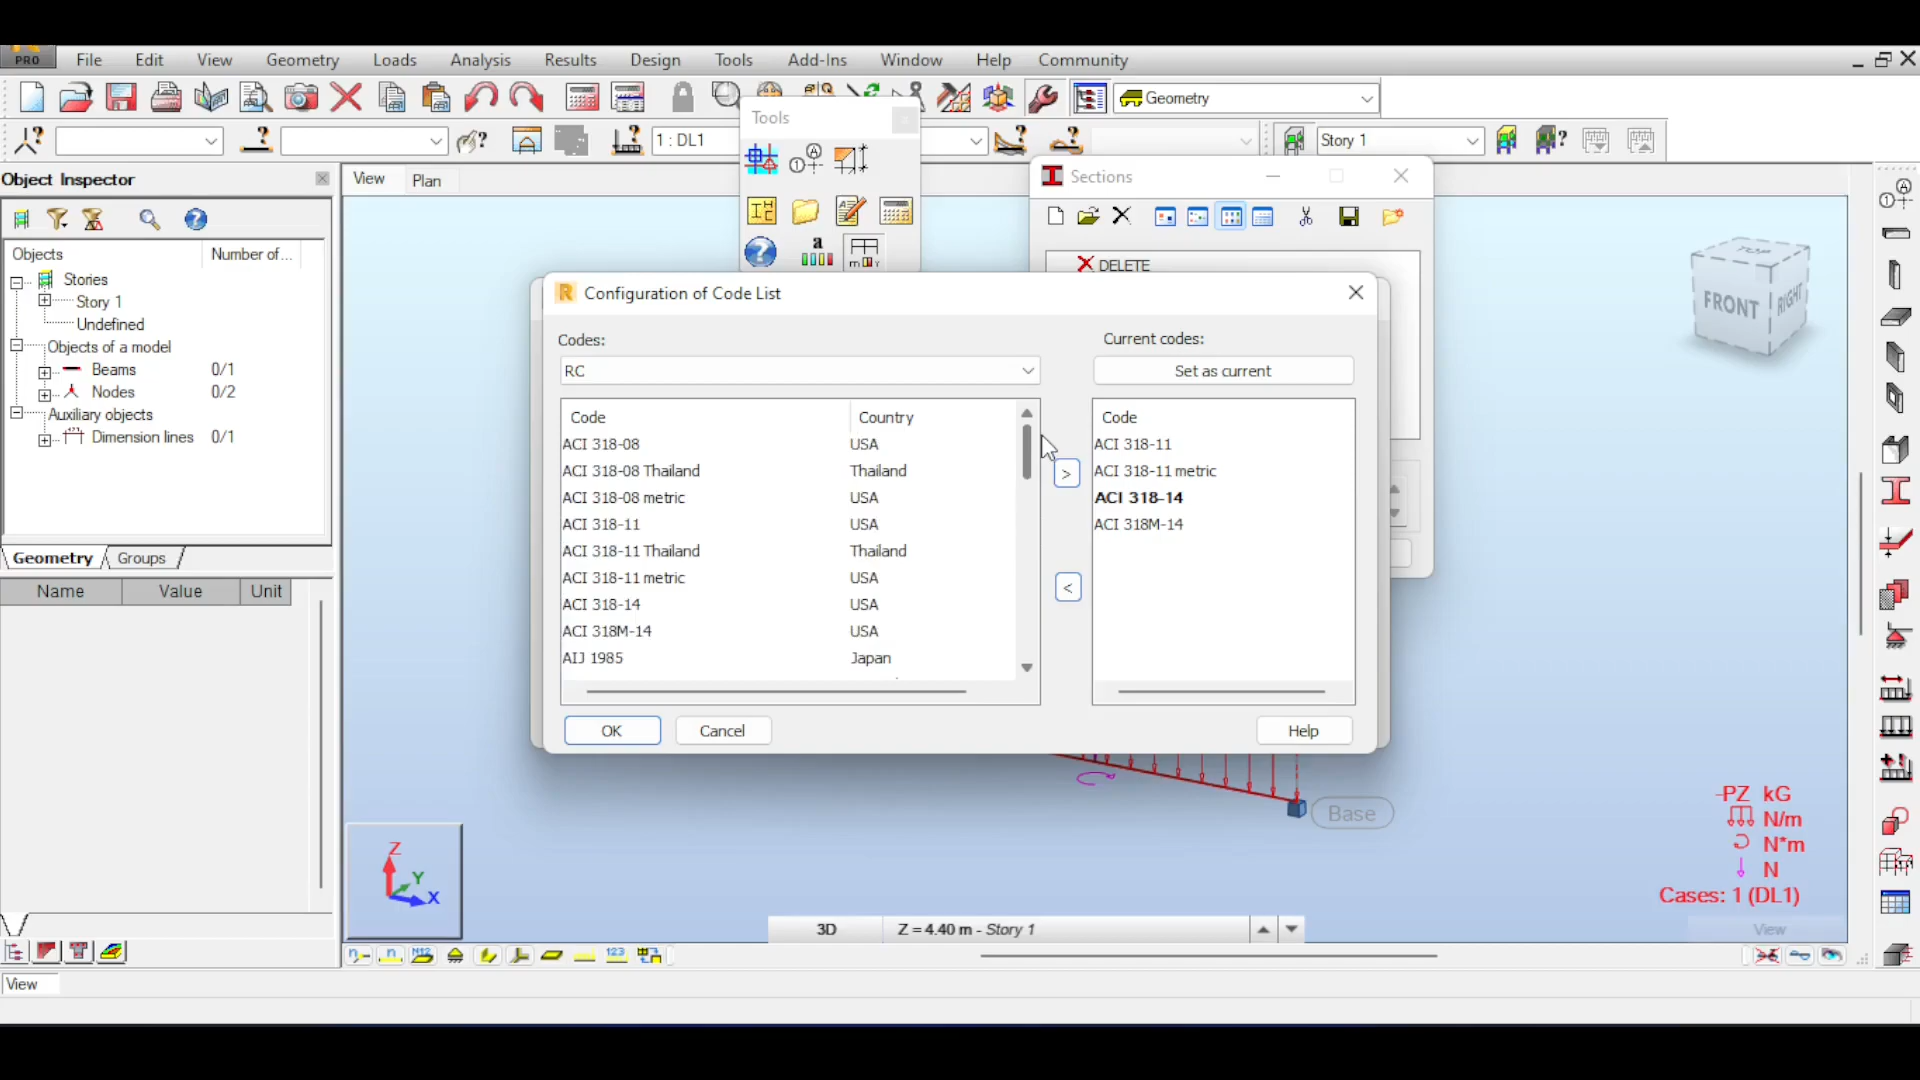 PRO File Edit View Geometry Loads Analysis Results Design Tools Add-Ins Window Help Community
Geometry
1 : DL1
Story 1
Tools
Sections
DELETE
Object Inspector
View Plan
Objects Number of...
Stories
Story 1
Undefined
Objects of a model
Beams 0/1
Nodes 0/2
Auxiliary objects
Dimension lines 0/1
Geometry Groups
Name Value Unit
Configuration of Code List
Codes:
RC
Code Country
ACI 318-08 USA
ACI 318-08 Thailand Thailand
ACI 318-08 metric USA
ACI 318-11 USA
ACI 318-11 Thailand Thailand
ACI 318-11 metric USA
ACI 318-14 USA
ACI 318M-14 USA
AIJ 1985 Japan
>
<
Current codes:
Set as current
Code
ACI 318-11
ACI 318-11 metric
ACI 318-14
ACI 318M-14
OK Cancel Help
TOP
FRONT RIGHT
Base
-PZ kG
N/m
N*m
N
Cases: 1 (DL1)
View
Z
Y
X
3D Z = 4.40 m - Story 1
View